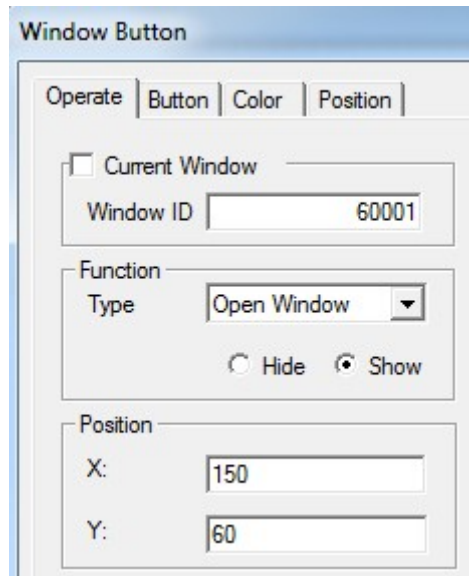 Window Button
Operate Button Color Position
Current Window
Window ID 60001
Function
Type Open Window
Hide Show
Position
X: 150
Y: 60